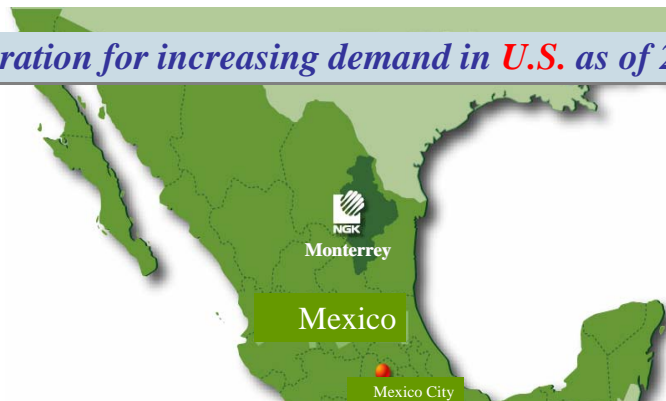 ration for increasing demand in U.S. as of 2
NGK
Monterrey
Mexico
Mexico City